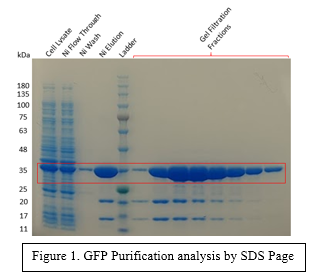 kDa
Cell Lysate
Ni Flow Through
Ni Wash
Ni Elution
Ladder
Gel Filtration
Fractions
180
135
100
75
63
48
35
25
20
17
11
Figure 1. GFP Purification analysis by SDS Page